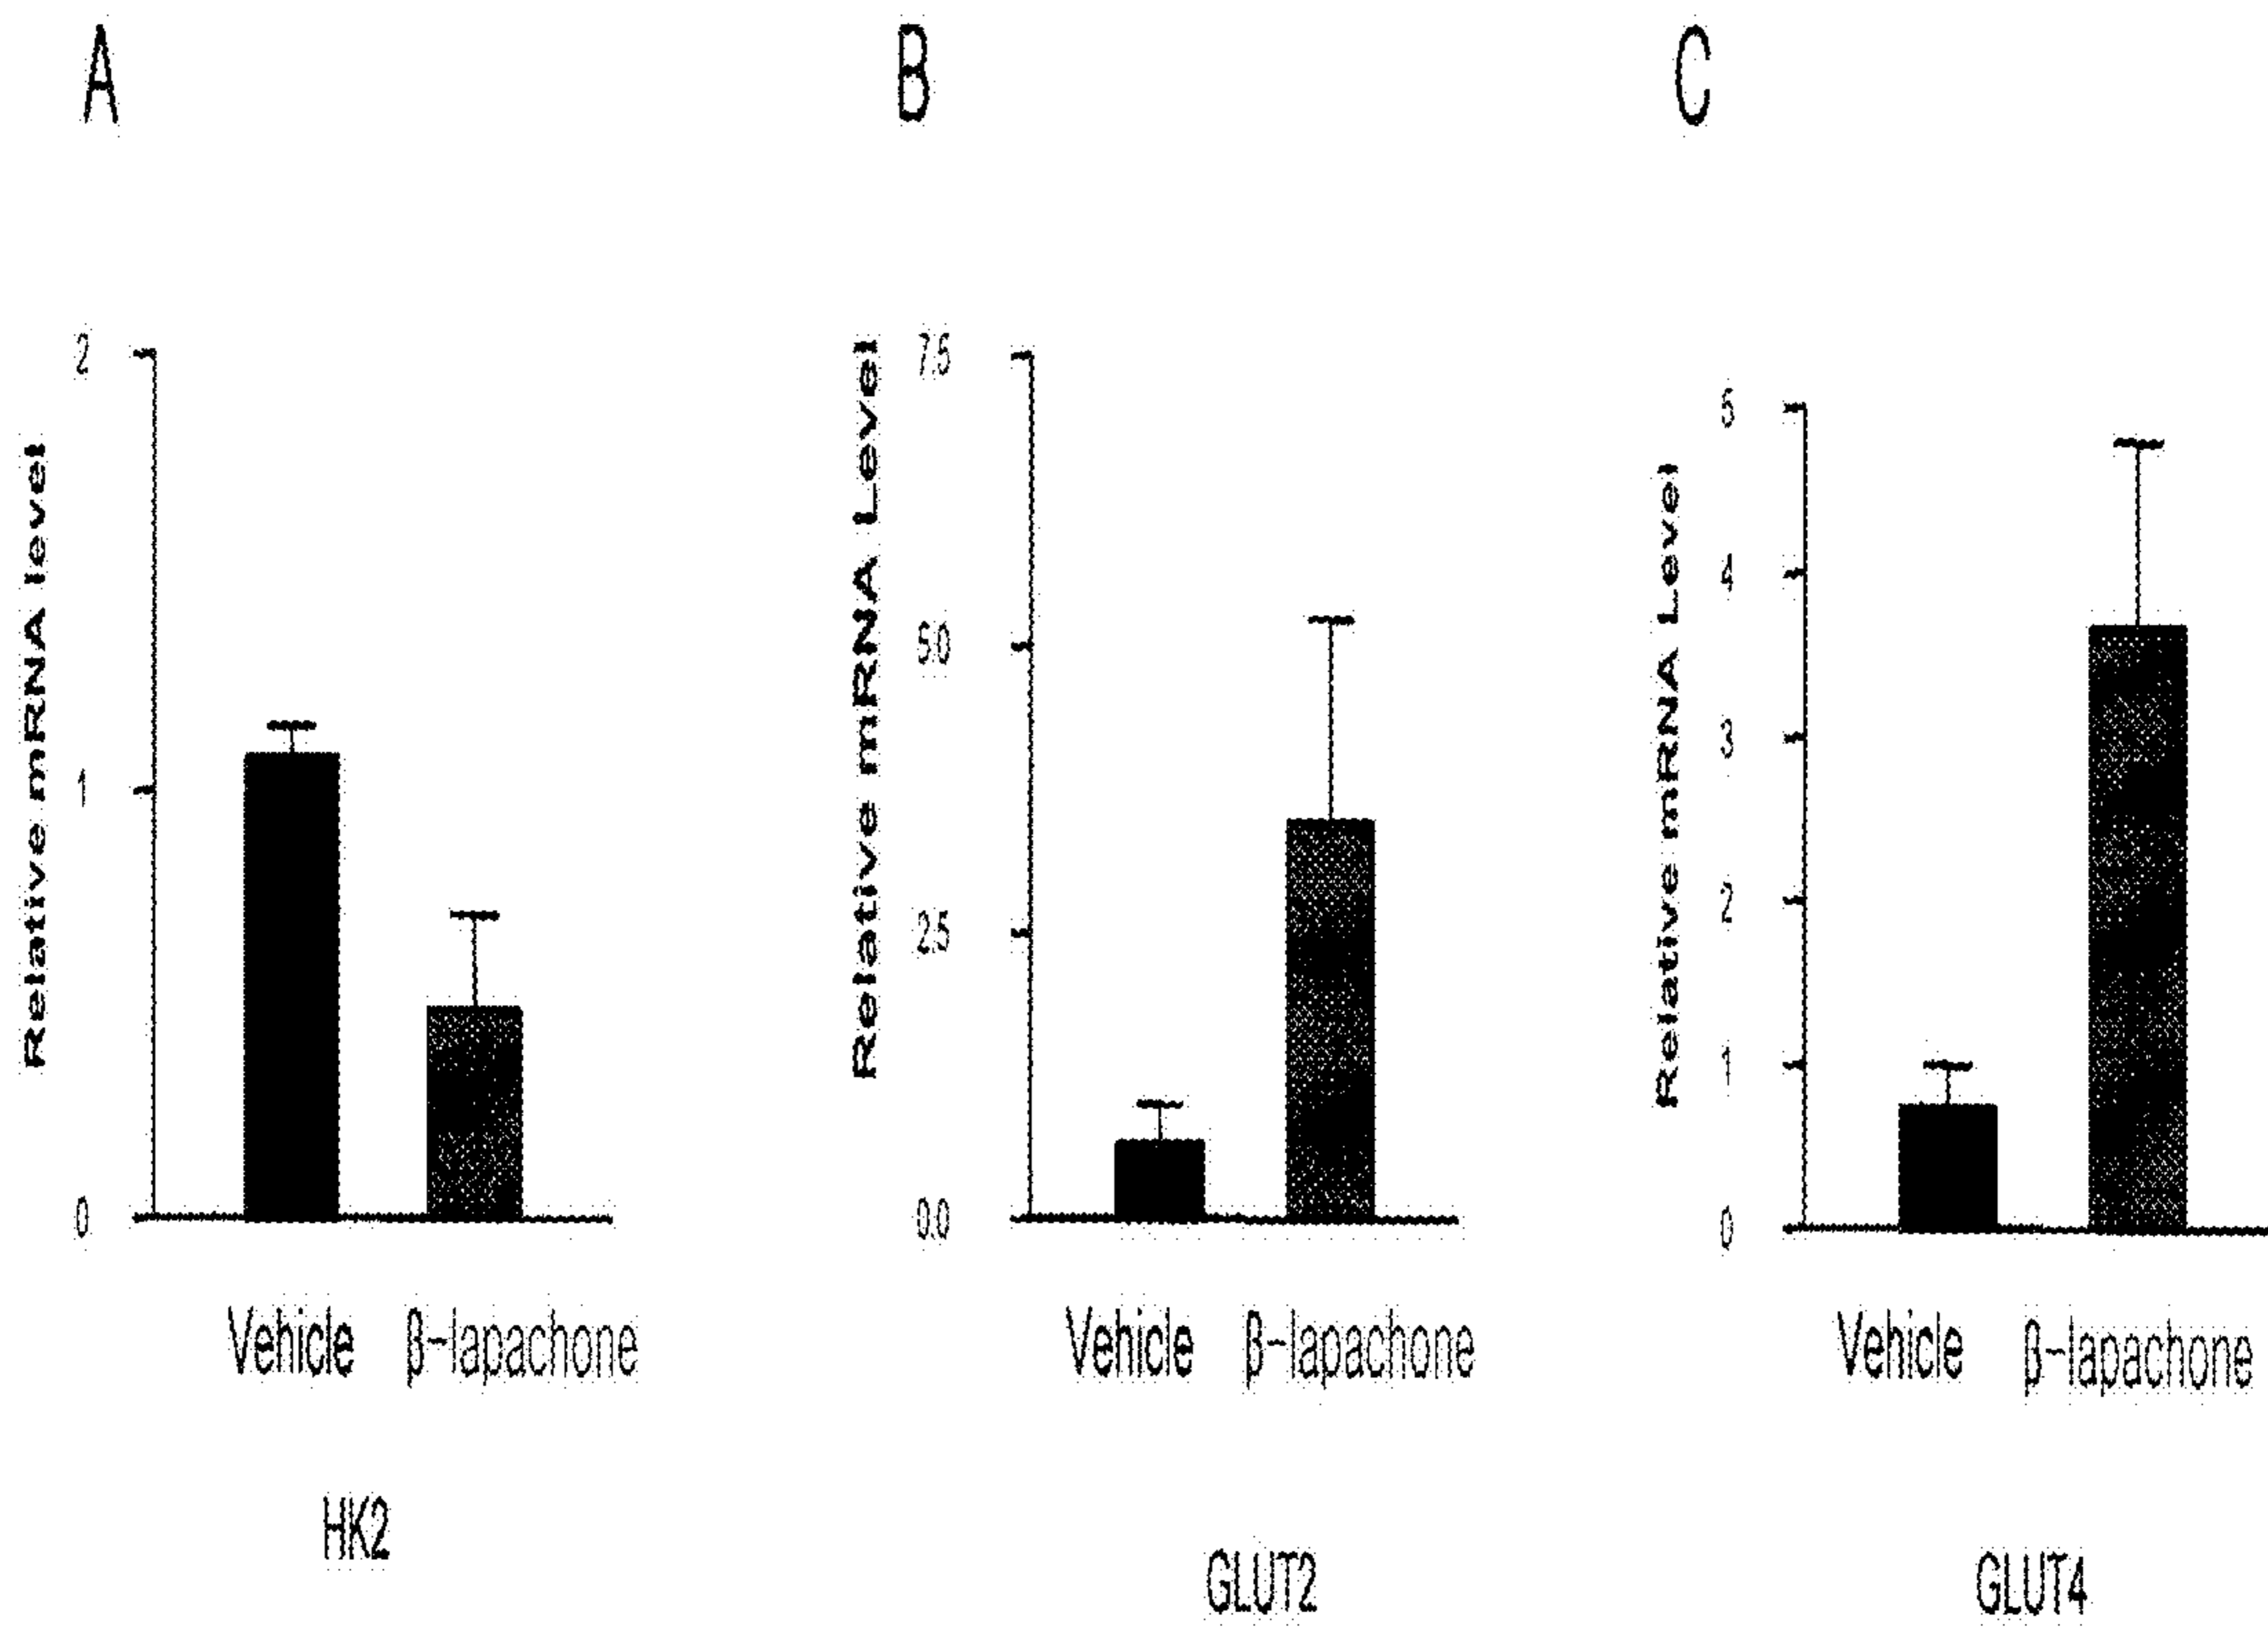 A
B
C
Relative mRNA level
2
1
0
Vehicle β-lapachone
HK2
Relative mRNA Level
7.5
5.0
2.5
0.0
Vehicle β-lapachone
GLUT2
Relative mRNA Level
5
4
3
2
1
0
Vehicle β-lapachone
GLUT4